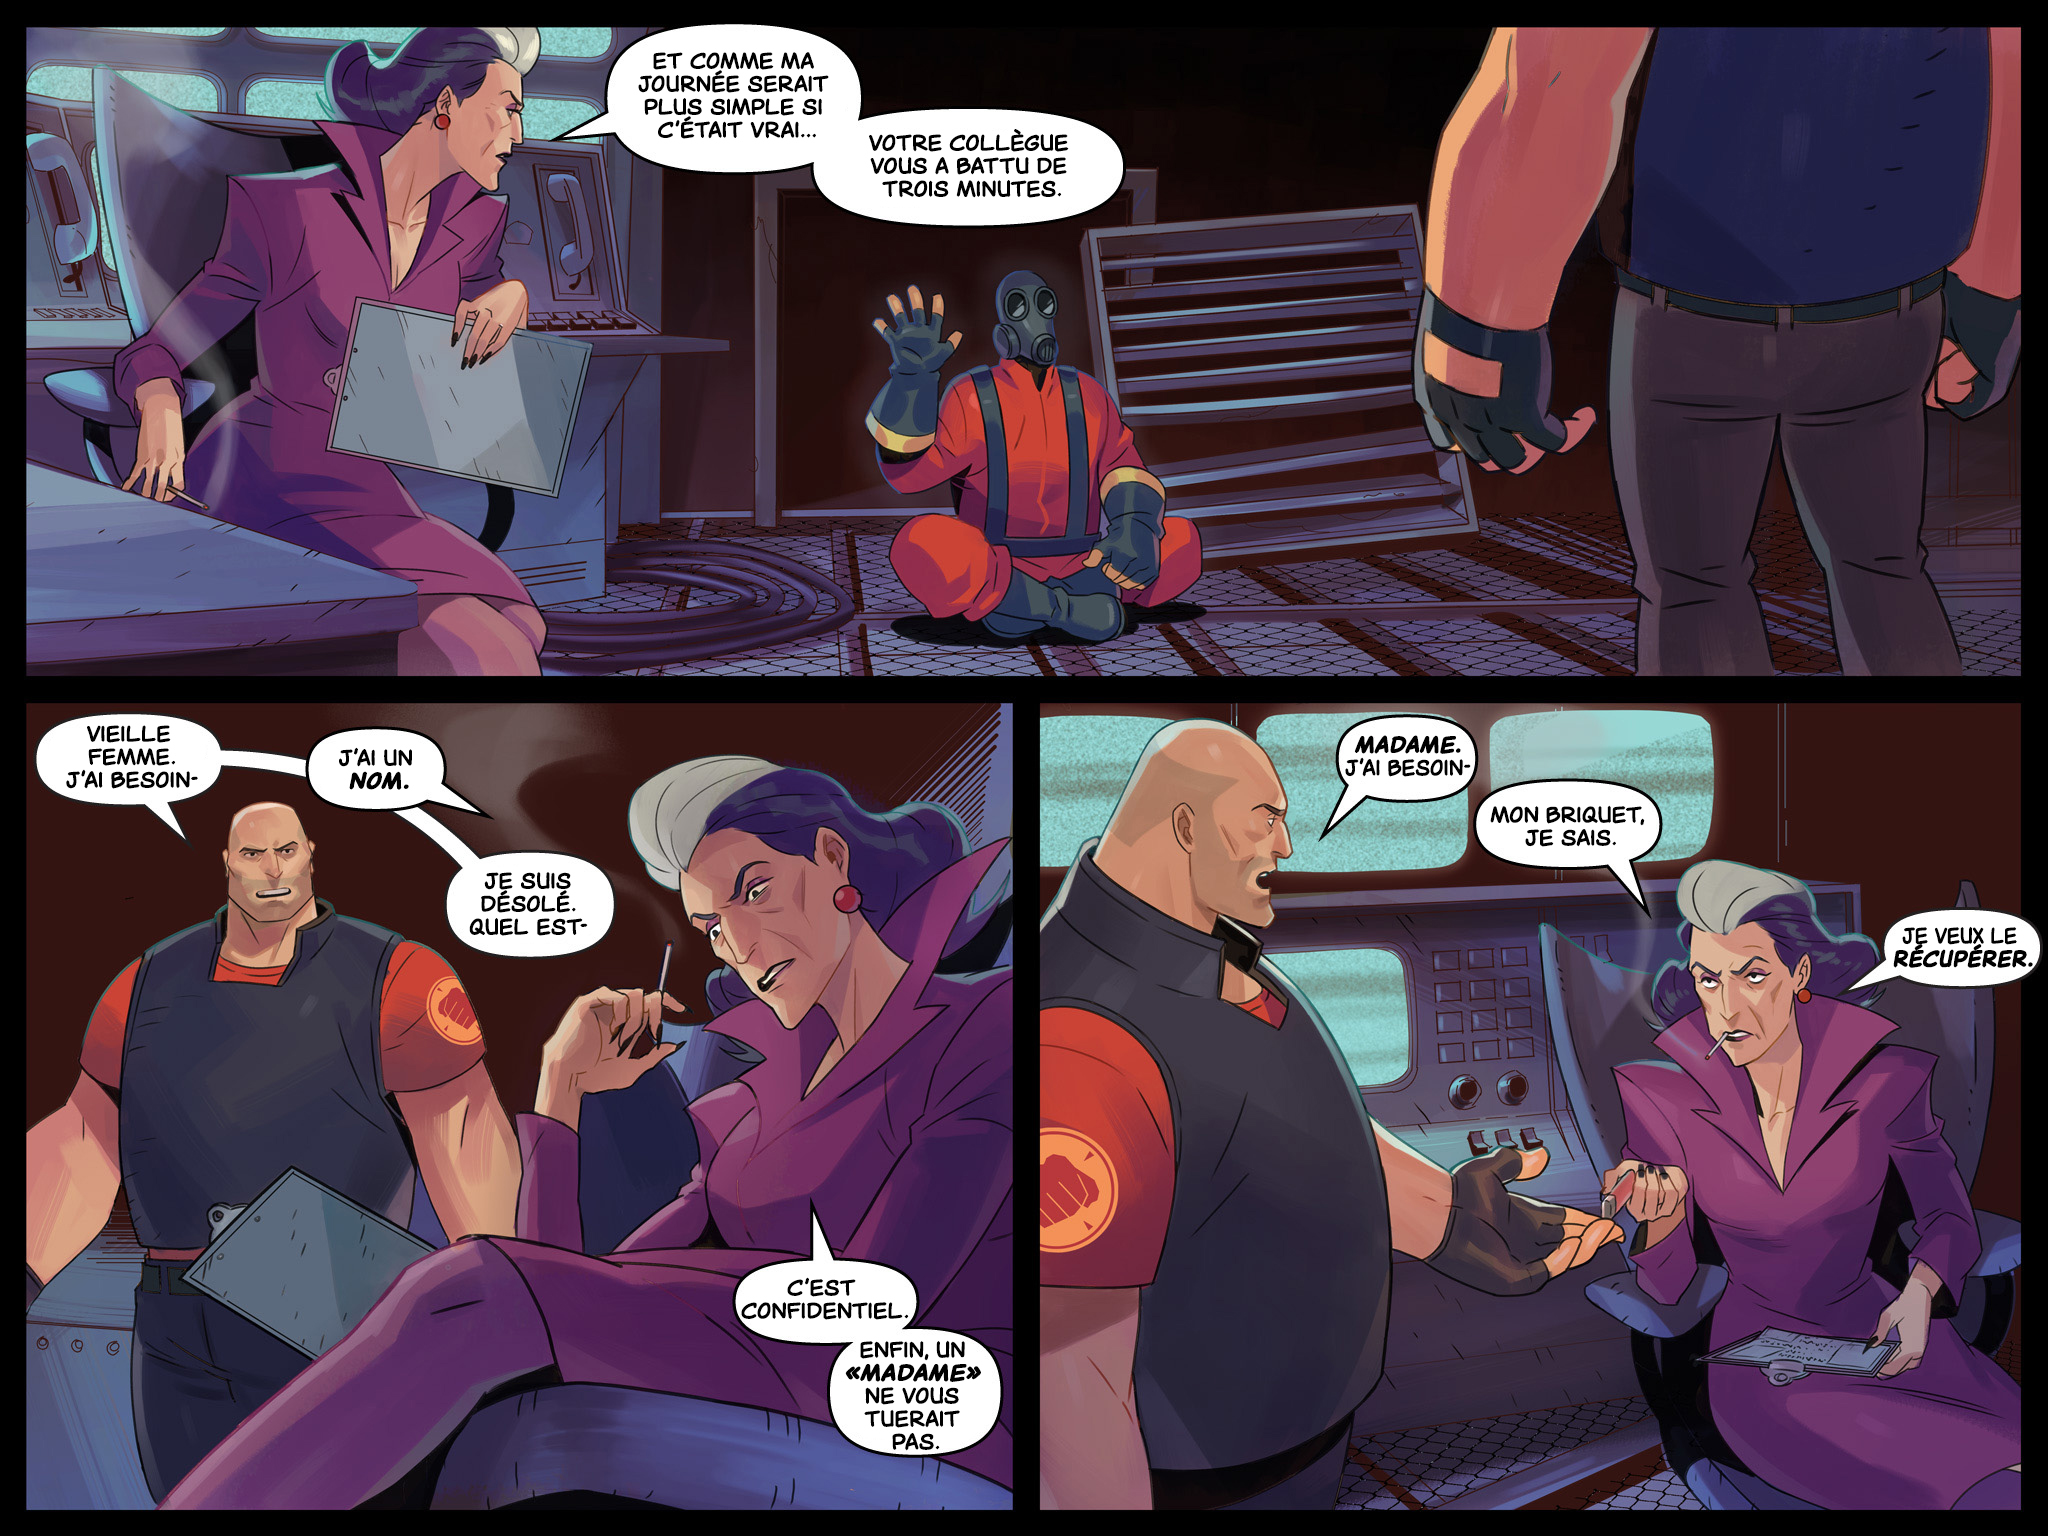 ET COMME MA
JOURNÉE SERAIT
PLUS SIMPLE SI
C'ÉTAIT VRAI...
VOTRE COLLÈGUE
VOUS A BATTU DE
TROIS MINUTES.
VIEILLE
FEMME.
J'AI BESOIN-
J'AI UN
NOM.
JE SUIS
DÉSOLÉ.
QUEL EST-
C'EST
CONFIDENTIEL.
ENFIN, UN
«MADAME»
NE VOUS
TUERAIT
PAS.
MADAME.
J'AI BESOIN-
MON BRIQUET,
JE SAIS.
JE VEUX LE
RÉCUPÉRER.